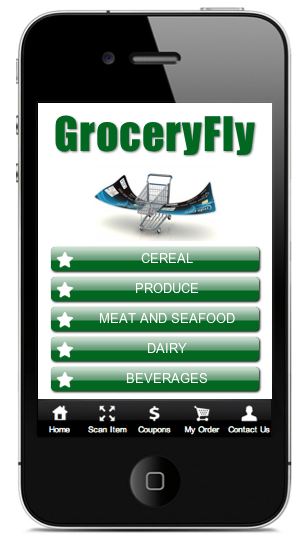 GroceryFly
CEREAL
PRODUCE
MEAT AND SEAFOOD
DAIRY
BEVERAGES
Home Scan Item Coupons My Order Contact Us